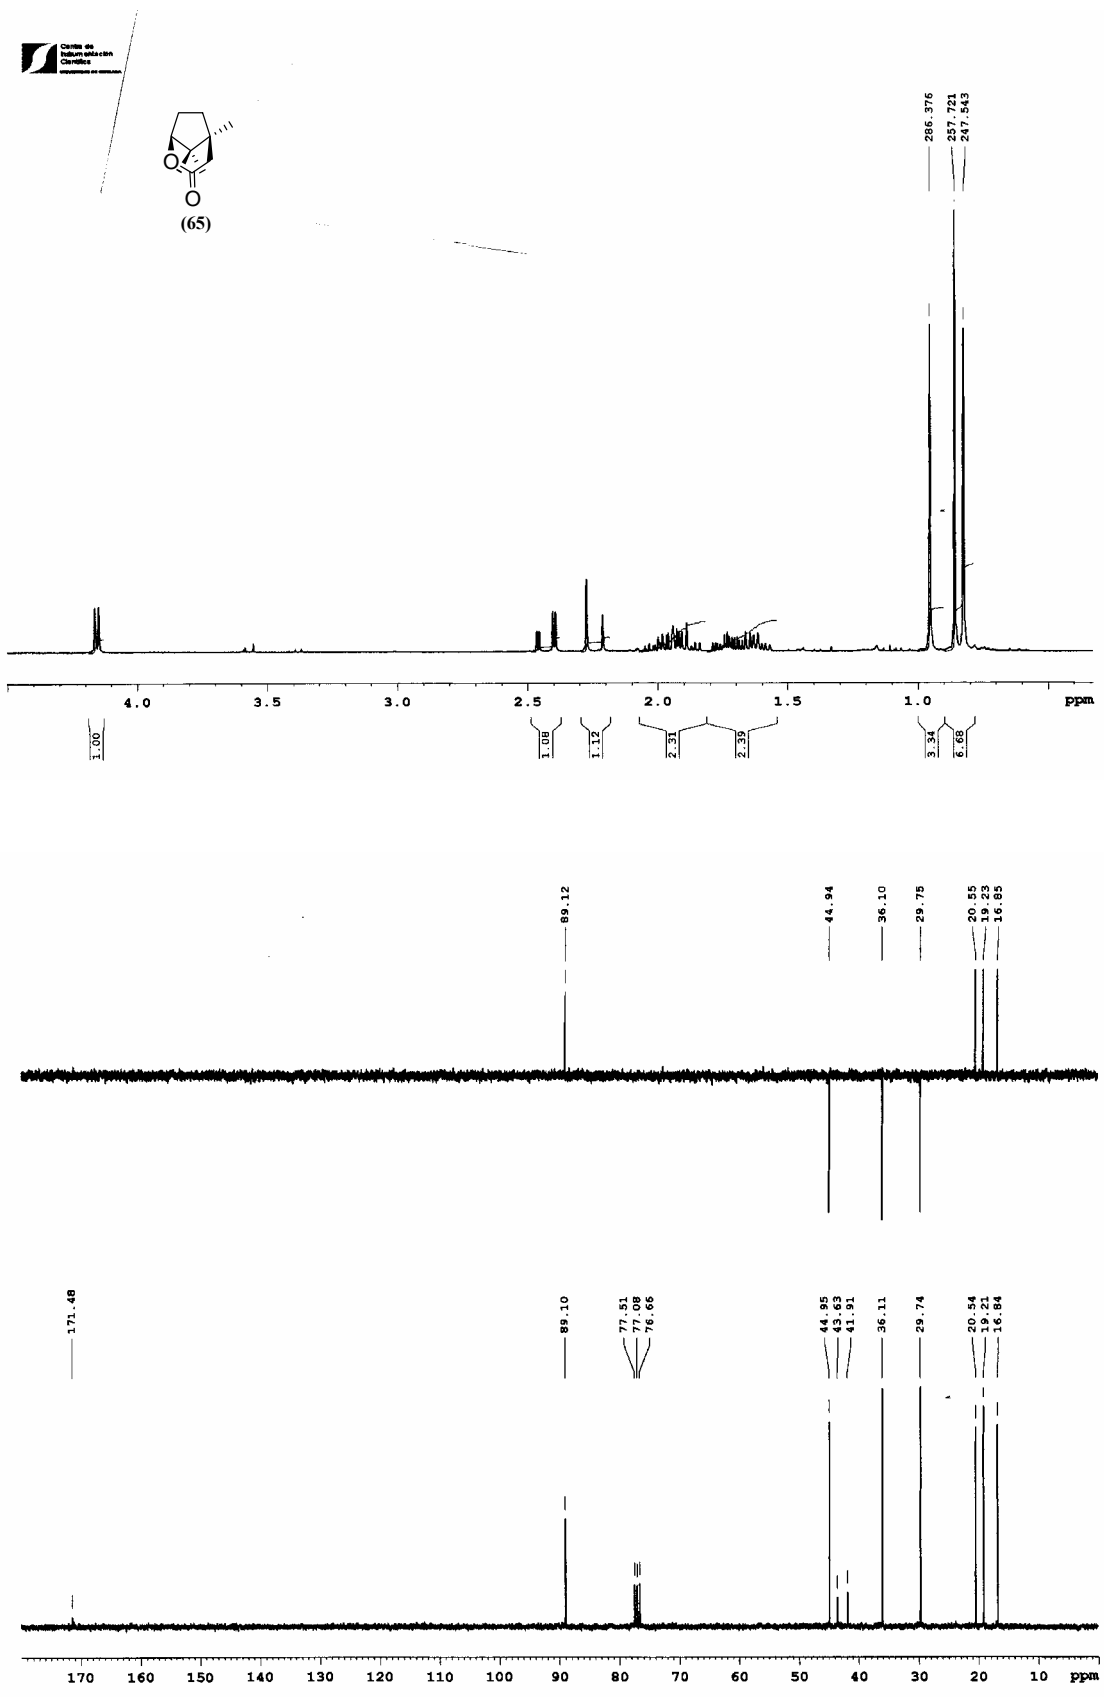 Centro de
Instrumentación
Científica
UNIVERSIDAD DE GRANADA
O
O
(65)
286.376
257.721
247.543
4.0 3.5 3.0 2.5 2.0 1.5 1.0 ppm
1.00 1.08 1.12 2.31 2.39 3.34 6.68
89.12
44.94
36.10
29.75
20.55
19.23
16.85
171.48
89.10
77.51
77.08
76.66
44.95
43.63
41.91
36.11
29.74
20.54
19.21
16.84
170 160 150 140 130 120 110 100 90 80 70 60 50 40 30 20 10 ppm